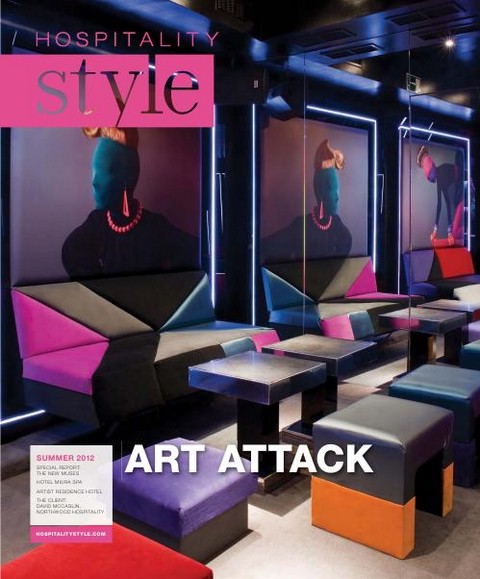 / HOSPITALITY
style
SUMMER 2012
SPECIAL REPORT:
THE NEW MUSES
HOTEL MEIRA SPA
ARTIST RESIDENCE HOTEL
THE CLIENT:
DAVID MCCASLIN,
NORTHWOOD HOSPITALITY
HOSPITALITYSTYLE.COM
ART ATTACK